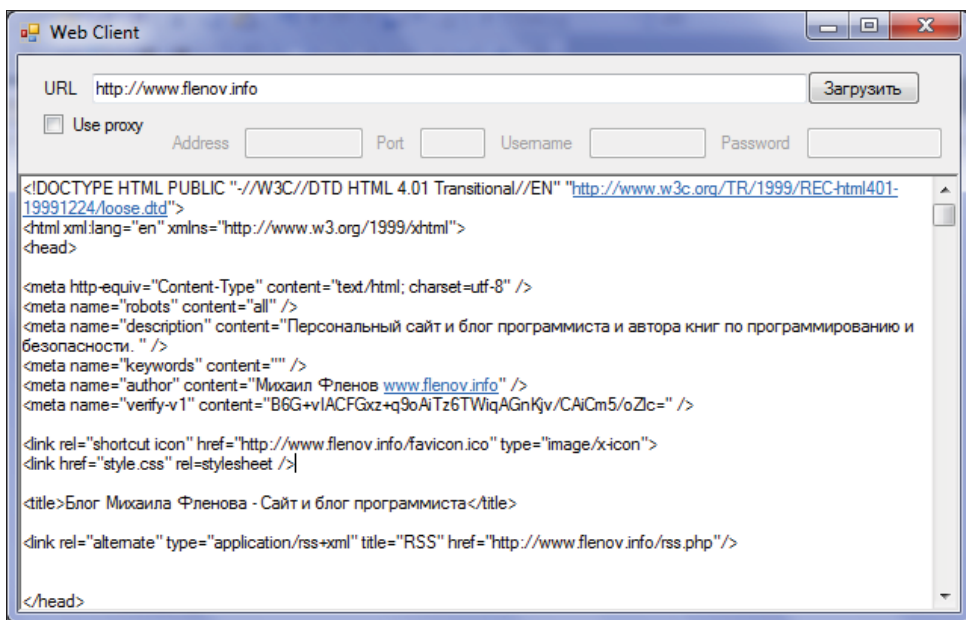 Web Client
URL http://www.flenov.info Загрузить
Use proxy
Address Port Username Password
<!DOCTYPE HTML PUBLIC "-//W3C//DTD HTML 4.01 Transitional//EN" "http://www.w3c.org/TR/1999/REC-html401-
19991224/loose.dtd">
<html xml:lang="en" xmlns="http://www.w3.org/1999/xhtml">
<head>
<meta http-equiv="Content-Type" content="text/html; charset=utf-8" />
<meta name="robots" content="all" />
<meta name="description" content="Персональный сайт и блог программиста и автора книг по программированию и
безопасности. " />
<meta name="keywords" content="" />
<meta name="author" content="Михаил Фленов www.flenov.info" />
<meta name="verify-v1" content="B6G+vIACFGxz+q9oAiTz6TWiqAGnKjv/CAiCm5/oZlc=" />
<link rel="shortcut icon" href="http://www.flenov.info/favicon.ico" type="image/x-icon">
<link href="style.css" rel=stylesheet />
<title>Блог Михаила Фленова - Сайт и блог программиста</title>
<link rel="alternate" type="application/rss+xml" title="RSS" href="http://www.flenov.info/rss.php"/>
</head>